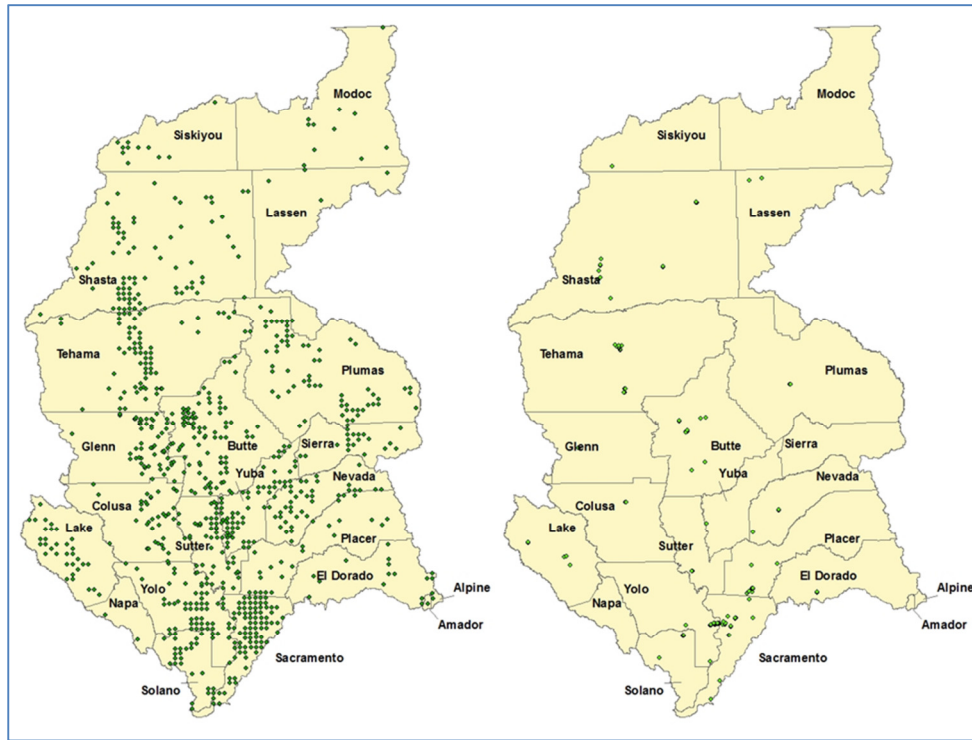 Modoc
Siskiyou
Lassen
Shasta
Tehama
Plumas
Glenn
Butte
Sierra
Yuba
Nevada
Colusa
Lake
Sutter
Placer
Yolo
El Dorado
Napa
Alpine
Amador
Sacramento
Solano
Modoc
Siskiyou
Lassen
Shasta
Tehama
Plumas
Glenn
Butte
Sierra
Yuba
Nevada
Colusa
Lake
Sutter
Placer
Yolo
El Dorado
Napa
Alpine
Amador
Sacramento
Solano